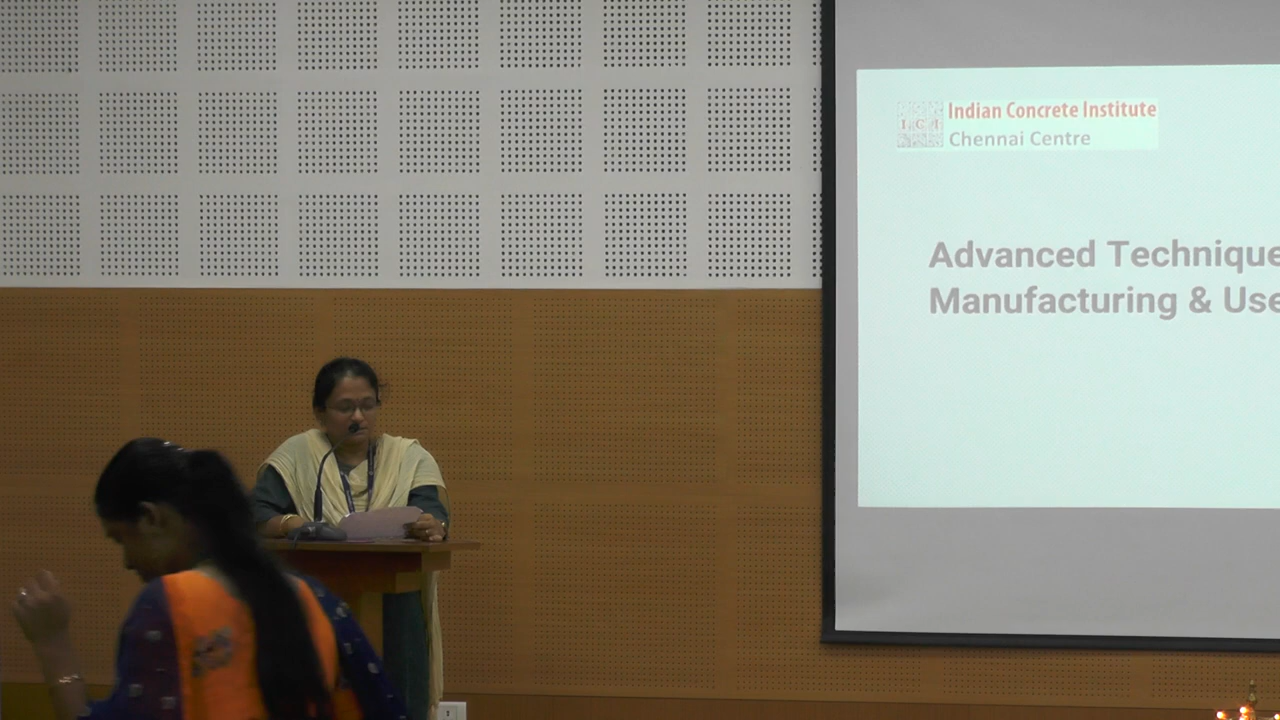 ICI
Indian Concrete Institute
Chennai Centre
Advanced Technique
Manufacturing & Use